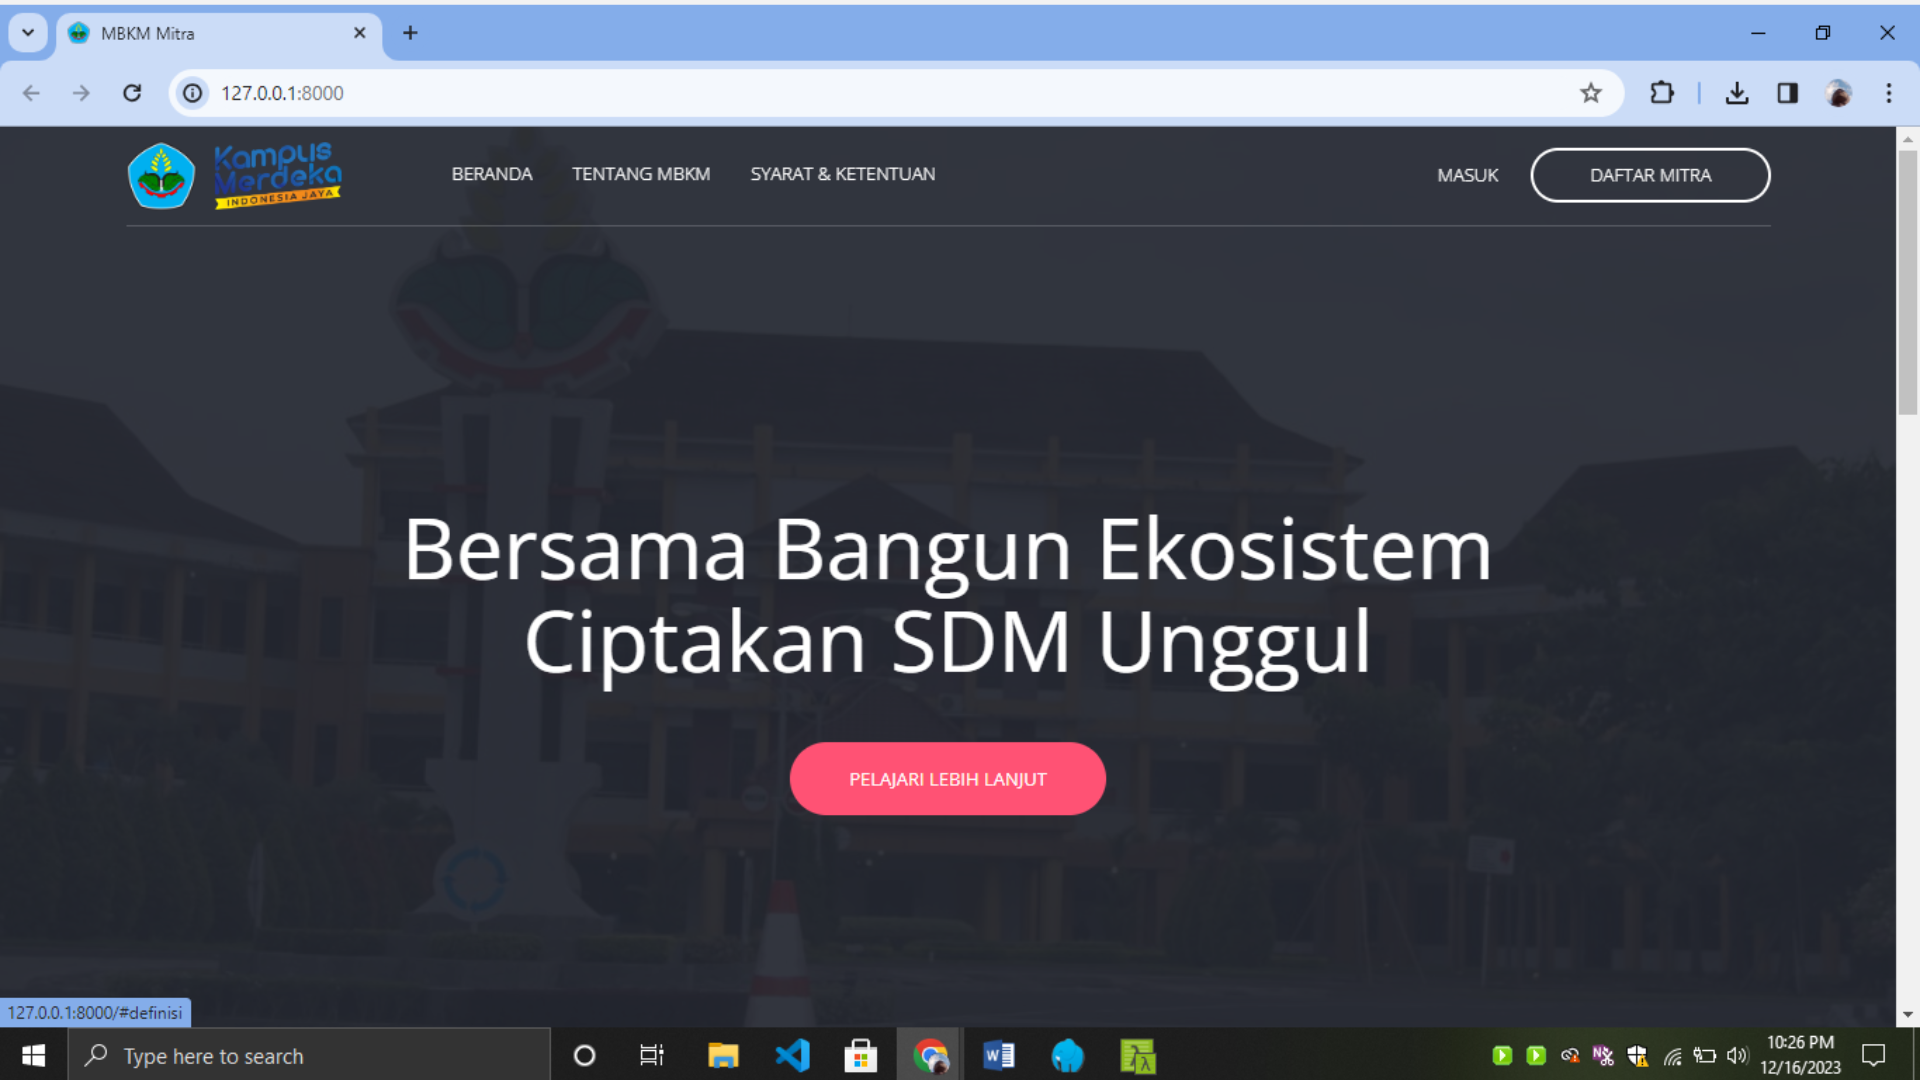 MBKM Mitra
127.0.0.1:8000
Kampus
Merdeka
INDONESIA JAYA
BERANDA
TENTANG MBKM
SYARAT & KETENTUAN
MASUK
DAFTAR MITRA
Bersama Bangun Ekosistem
Ciptakan SDM Unggul
PELAJARI LEBIH LANJUT
127.0.0.1:8000/#definisi
Type here to search
10:26 PM
12/16/2023